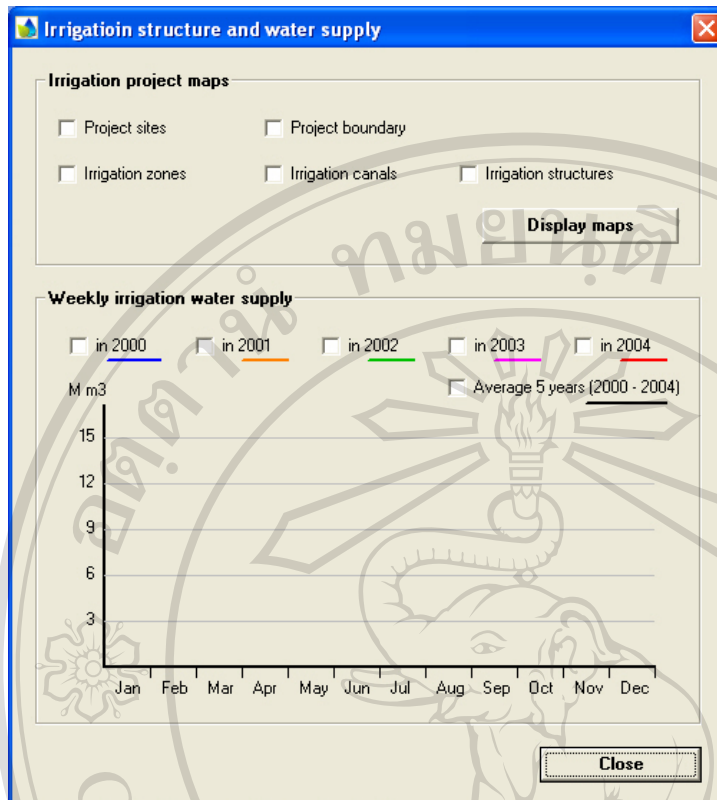 Irrigatioin structure and water supply
Irrigation project maps
Project sites Project boundary
Irrigation zones Irrigation canals Irrigation structures
Display maps
Weekly irrigation water supply
in 2000 in 2001 in 2002 in 2003 in 2004
M m3 Average 5 years (2000 - 2004)
15
12
9
6
3
Jan Feb Mar Apr May Jun Jul Aug Sep Oct Nov Dec
Close